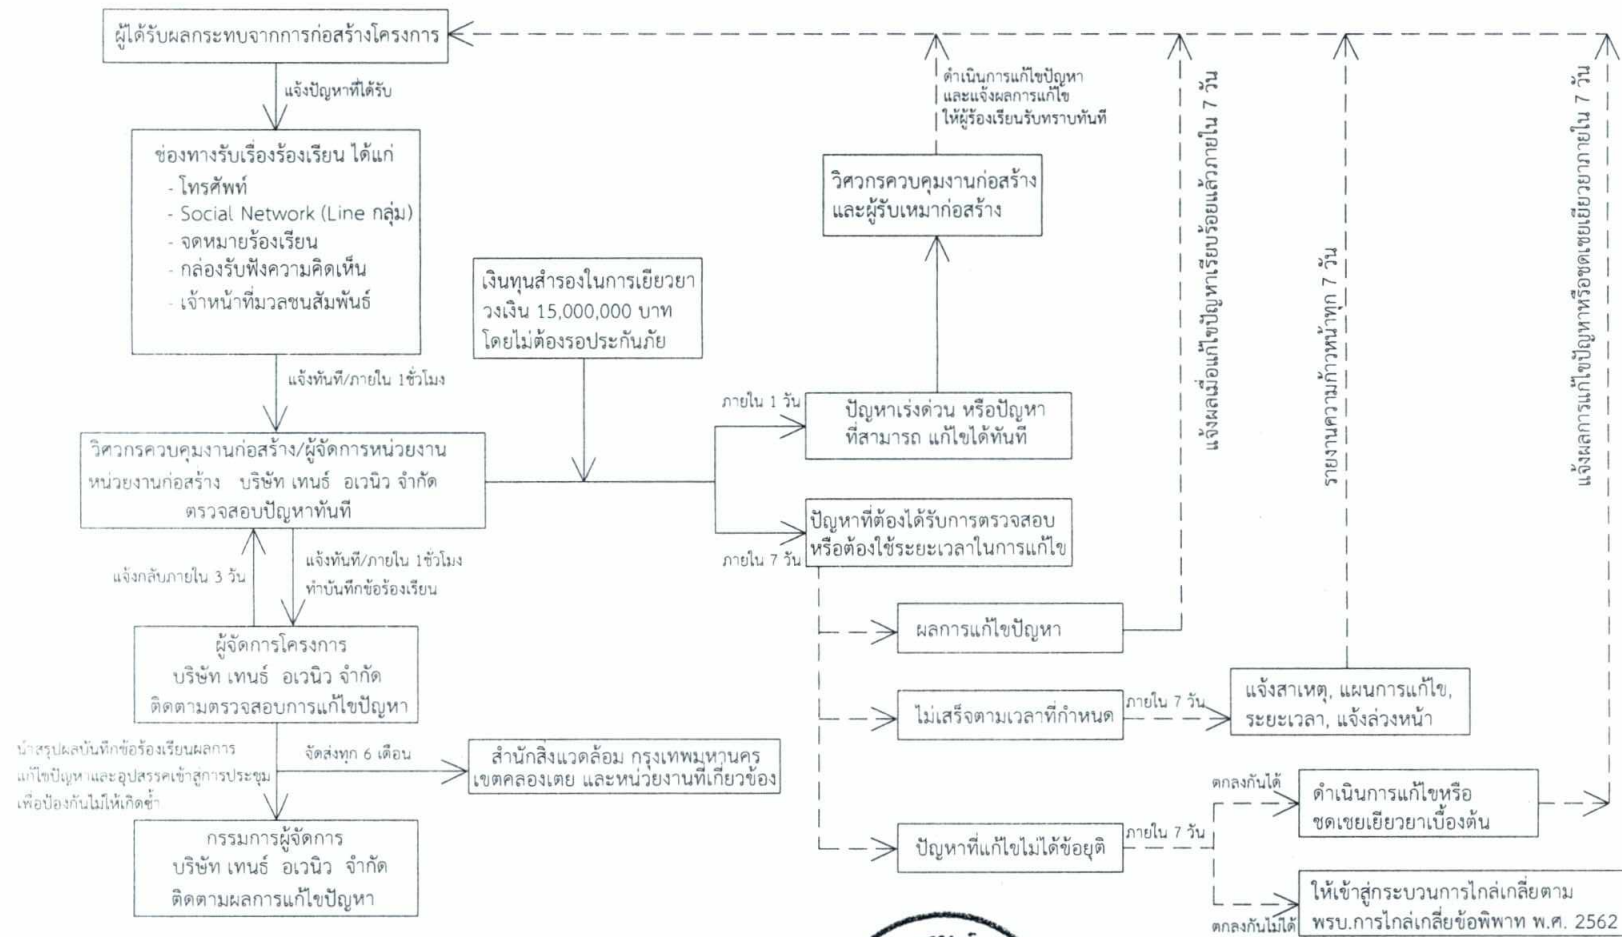 ผู้ได้รับผลกระทบจากการก่อสร้างโครงการ
แจ้งปัญหาที่ได้รับ
ช่องทางรับเรื่องร้องเรียน ได้แก่
- โทรศัพท์
- Social Network (Line กลุ่ม)
- จดหมายร้องเรียน
- กล่องรับฟังความคิดเห็น
- เจ้าหน้าที่มวลชนสัมพันธ์
แจ้งทันที/ภายใน 1ชั่วโมง
วิศวกรควบคุมงานก่อสร้าง/ผู้จัดการหน่วยงาน
หน่วยงานก่อสร้าง บริษัท เทนธ์ อเวนิว จำกัด
ตรวจสอบปัญหาทันที
แจ้งกลับภายใน 3 วัน
แจ้งทันที/ภายใน 1ชั่วโมง
ทำบันทึกข้อร้องเรียน
ผู้จัดการโครงการ
บริษัท เทนธ์ อเวนิว จำกัด
ติดตามตรวจสอบการแก้ไขปัญหา
นำสรุปผลบันทึกข้อร้องเรียนผลการ
แก้ไขปัญหาและอุปสรรคเข้าสู่การประชุม
เพื่อป้องกันไม่ให้เกิดซ้ำ
จัดส่งทุก 6 เดือน
สำนักสิ่งแวดล้อม กรุงเทพมหานคร
เขตคลองเตย และหน่วยงานที่เกี่ยวข้อง
กรรมการผู้จัดการ
บริษัท เทนธ์ อเวนิว จำกัด
ติดตามผลการแก้ไขปัญหา
เงินทุนสำรองในการเยียวยา
วงเงิน 15,000,000 บาท
โดยไม่ต้องรอประกันภัย
ภายใน 1 วัน
ปัญหาเร่งด่วน หรือปัญหา
ที่สามารถ แก้ไขได้ทันที
วิศวกรควบคุมงานก่อสร้าง
และผู้รับเหมาก่อสร้าง
ดำเนินการแก้ไขปัญหา
และแจ้งผลการแก้ไข
ให้ผู้ร้องเรียนรับทราบทันที
ภายใน 7 วัน
ปัญหาที่ต้องได้รับการตรวจสอบ
หรือต้องใช้ระยะเวลาในการแก้ไข
ผลการแก้ไขปัญหา
แจ้งผลเมื่อแก้ไขปัญหาเรียบร้อยแล้วภายใน 7 วัน
ไม่เสร็จตามเวลาที่กำหนด
ภายใน 7 วัน
แจ้งสาเหตุ, แผนการแก้ไข,
ระยะเวลา, แจ้งล่วงหน้า
รายงานความก้าวหน้าทุก 7 วัน
ปัญหาที่แก้ไขไม่ได้ข้อยุติ
ภายใน 7 วัน
ตกลงกันได้
ดำเนินการแก้ไขหรือ
ชดเชยเยียวยาเบื้องต้น
แจ้งผลการแก้ไขปัญหาหรือชดเชยเยียวยาภายใน 7 วัน
ตกลงกันไม่ได้
ให้เข้าสู่กระบวนการไกล่เกลี่ยตาม
พรบ.การไกล่เกลี่ยข้อพิพาท พ.ศ. 2562